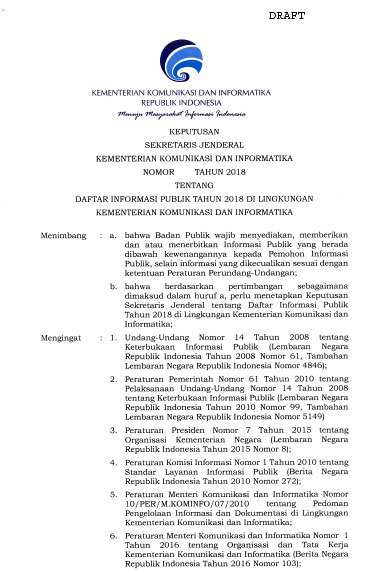 DRAFT
KEMENTERIAN KOMUNIKASI DAN INFORMATIKA
REPUBLIK INDONESIA
Menuju Masyarakat Informasi Indonesia
KEPUTUSAN
SEKRETARIS JENDERAL
KEMENTERIAN KOMUNIKASI DAN INFORMATIKA
NOMOR TAHUN 2018
TENTANG
DAFTAR INFORMASI PUBLIK TAHUN 2018 DI LINGKUNGAN
KEMENTERIAN KOMUNIKASI DAN INFORMATIKA
Menimbang : a. bahwa Badan Publik wajib menyediakan, memberikan
dan atau menerbitkan Informasi Publik yang berada
dibawah kewenangannya kepada Pemohon Informasi
Publik, selain informasi yang dikecualikan sesuai dengan
ketentuan Peraturan Perundang-Undangan;
b. bahwa berdasarkan pertimbangan sebagaimana
dimaksud dalam huruf a, perlu menetapkan Keputusan
Sekretaris Jenderal tentang Daftar Informasi Publik
Tahun 2018 di Lingkungan Kementerian Komunikasi dan
Informatika;
Mengingat : 1. Undang-Undang Nomor 14 Tahun 2008 tentang
Keterbukaan Informasi Publik (Lembaran Negara
Republik Indonesia Tahun 2008 Nomor 61, Tambahan
Lembaran Negara Republik Indonesia Nomor 4846);
2. Peraturan Pemerintah Nomor 61 Tahun 2010 tentang
Pelaksanaan Undang-Undang Nomor 14 Tahun 2008
tentang Keterbukaan Informasi Publik (Lembaran Negara
Republik Indonesia Tahun 2010 Nomor 99, Tambahan
Lembaran Negara Republik Indonesia Nomor 5149)
3. Peraturan Presiden Nomor 7 Tahun 2015 tentang
Organisasi Kementerian Negara (Lembaran Negara
Republik Indonesia Tahun 2015 Nomor 8);
4. Peraturan Komisi Informasi Nomor 1 Tahun 2010 tentang
Standar Layanan Informasi Publik (Berita Negara
Republik Indonesia Tahun 2010 Nomor 272);
5. Peraturan Menteri Komunikasi dan Informatika Nomor
10/PER/M.KOMINFO/07/2010 tentang Pedoman
Pengelolaan Informasi dan Dokumentasi di Lingkungan
Kementerian Komunikasi dan Informatika;
6. Peraturan Menteri Komunikasi dan Informatika Nomor 1
Tahun 2016 tentang Organisasi dan Tata Kerja
Kementerian Komunikasi dan Informatika (Berita Negara
Republik Indonesia Tahun 2016 Nomor 103);